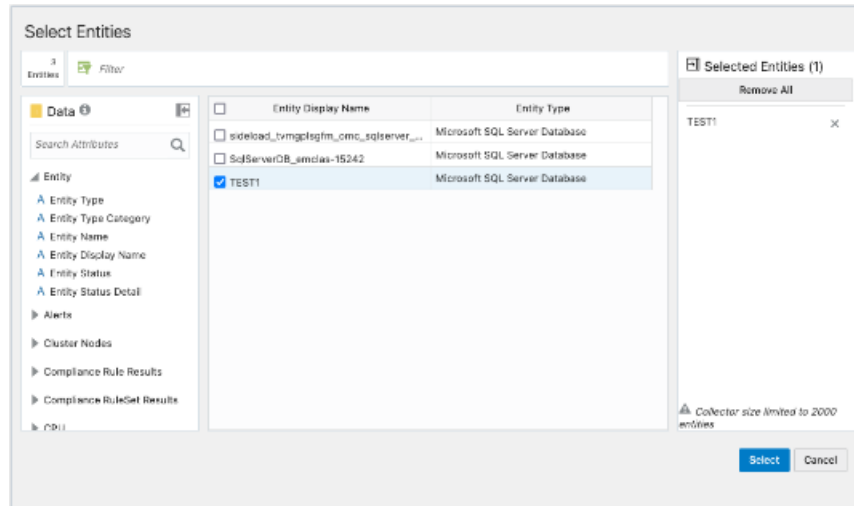 Select Entities
3
Entities
Filter
Data
Search Attributes
Entity
A Entity Type
A Entity Type Category
A Entity Name
A Entity Display Name
A Entity Status
A Entity Status Detail
Alerts
Cluster Nodes
Compliance Rule Results
Compliance RuleSet Results
CPU
Entity Display Name Entity Type
sideload_tvmgplsgfm_omc_sqlserver_... Microsoft SQL Server Database
SqlServerDB_emcias-15242 Microsoft SQL Server Database
TEST1 Microsoft SQL Server Database
Selected Entities (1)
Remove All
TEST1
Collector size limited to 2000
entities
Select Cancel